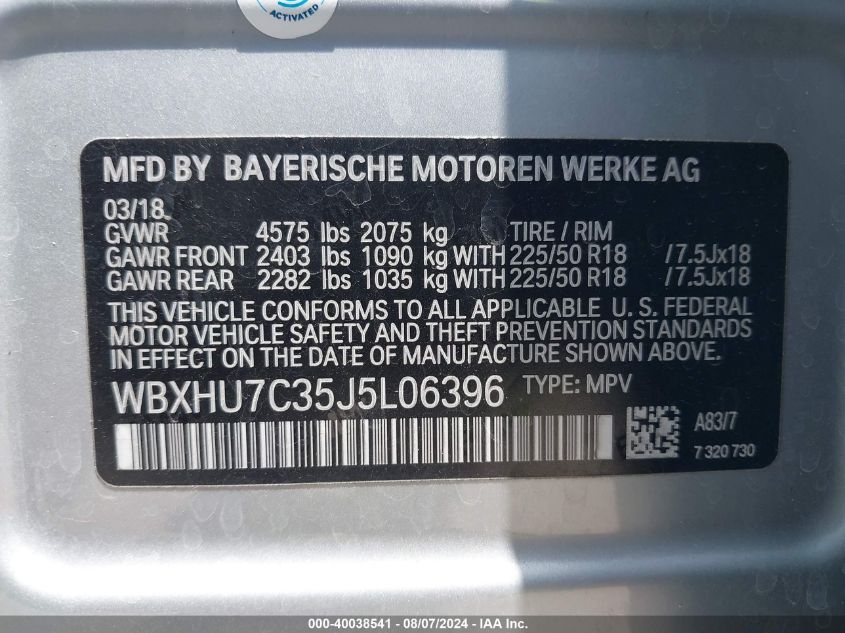 ACTIVATED
MFD BY BAYERISCHE MOTOREN WERKE AG
03/18
GVWR 4575 lbs 2075 kg TIRE / RIM
GAWR FRONT 2403 lbs 1090 kg WITH 225/50 R18 /7.5Jx18
GAWR REAR 2282 lbs 1035 kg WITH 225/50 R18 /7.5Jx18
THIS VEHICLE CONFORMS TO ALL APPLICABLE U. S. FEDERAL
MOTOR VEHICLE SAFETY AND THEFT PREVENTION STANDARDS
IN EFFECT ON THE DATE OF MANUFACTURE SHOWN ABOVE.
WBXHU7C35J5L06396 TYPE: MPV
A83/7
7 320 730
000-40038541 - 08/07/2024 - IAA Inc.